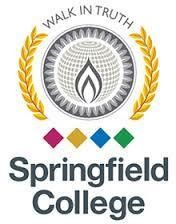 WALK IN TRUTH
Springfield
College